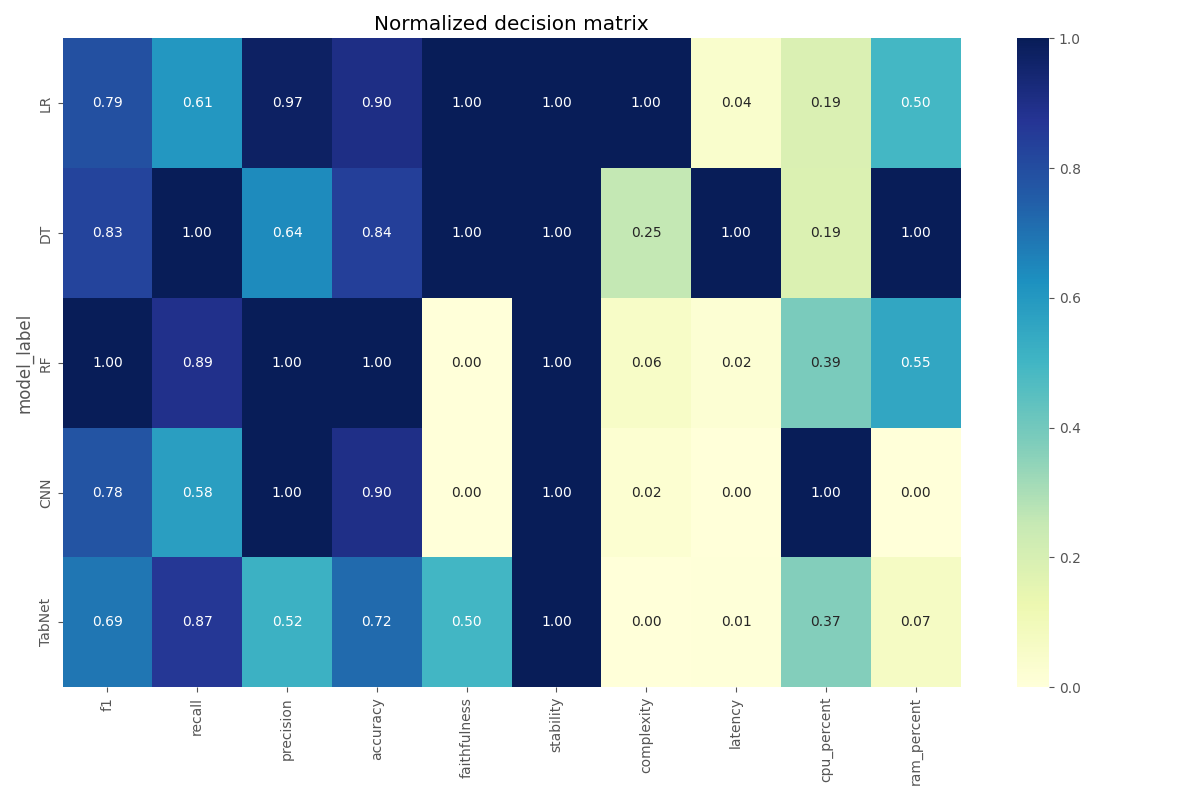 Normalized decision matrix
model_label
LR 0.79 0.61 0.97 0.90 1.00 1.00 1.00 0.04 0.19 0.50
DT 0.83 1.00 0.64 0.84 1.00 1.00 0.25 1.00 0.19 1.00
RF 1.00 0.89 1.00 1.00 0.00 1.00 0.06 0.02 0.39 0.55
CNN 0.78 0.58 1.00 0.90 0.00 1.00 0.02 0.00 1.00 0.00
TabNet 0.69 0.87 0.52 0.72 0.50 1.00 0.00 0.01 0.37 0.07
f1 recall precision accuracy faithfulness stability complexity latency cpu_percent ram_percent
1.0
0.8
0.6
0.4
0.2
0.0